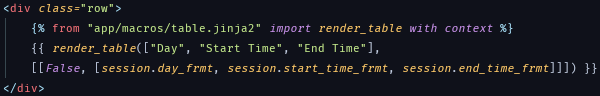 <div class="row">
{% from "app/macros/table.jinja2" import render_table with context %}
{{ render_table(["Day", "Start Time", "End Time"],
[[False, [session.day_frmt, session.start_time_frmt, session.end_time_frmt]]]) }}
</div>